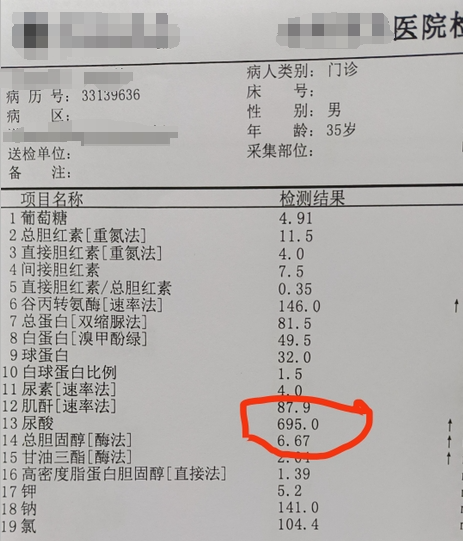 医院检
病人类别: 门诊
病 历 号: 33139636
床 号:
病 区:
性 别: 男
年 龄: 35岁
送检单位:
采集部位:
备 注:
项目名称 检测结果
1 葡萄糖 4.91
2 总胆红素[重氮法] 11.5
3 直接胆红素[重氮法] 4.0
4 间接胆红素 7.5
5 直接胆红素/总胆红素 0.35
6 谷丙转氨酶[速率法] 146.0 ↑
7 总蛋白[双缩脲法] 81.5
8 白蛋白[溴甲酚绿] 49.5
9 球蛋白 32.0
10 白球蛋白比例 1.5
11 尿素[速率法] 4.0
12 肌酐[速率法] 87.9
13 尿酸 695.0 ↑
14 总胆固醇[酶法] 6.67 ↑
15 甘油三酯[酶法] ↑
16 高密度脂蛋白胆固醇[直接法] 1.39
17 钾 5.2
18 钠 141.0
19 氯 104.4